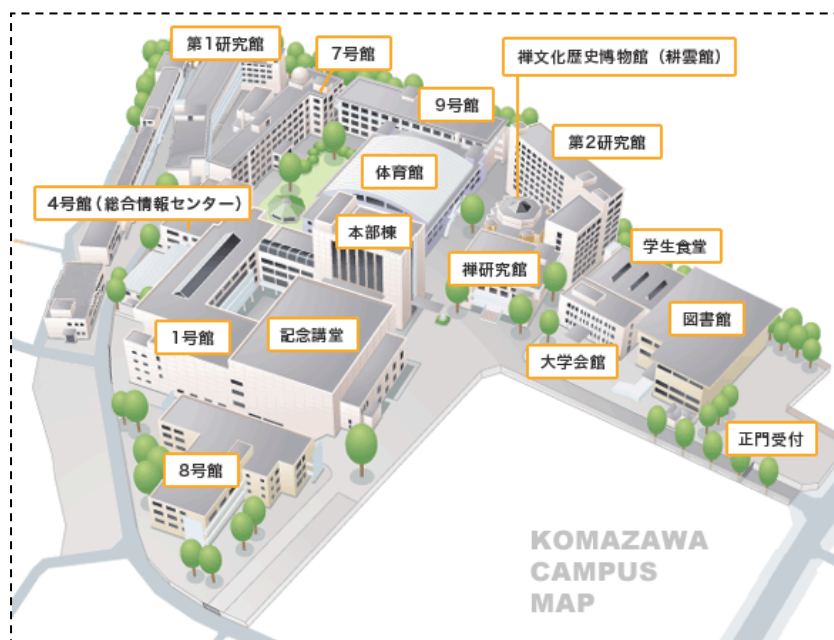 第1研究館
7号館
禅文化歴史博物館（耕雲館）
9号館
第2研究館
体育館
4号館（総合情報センター）
本部棟
学生食堂
禅研究館
図書館
1号館
記念講堂
大学会館
正門受付
8号館
KOMAZAWA
CAMPUS
MAP